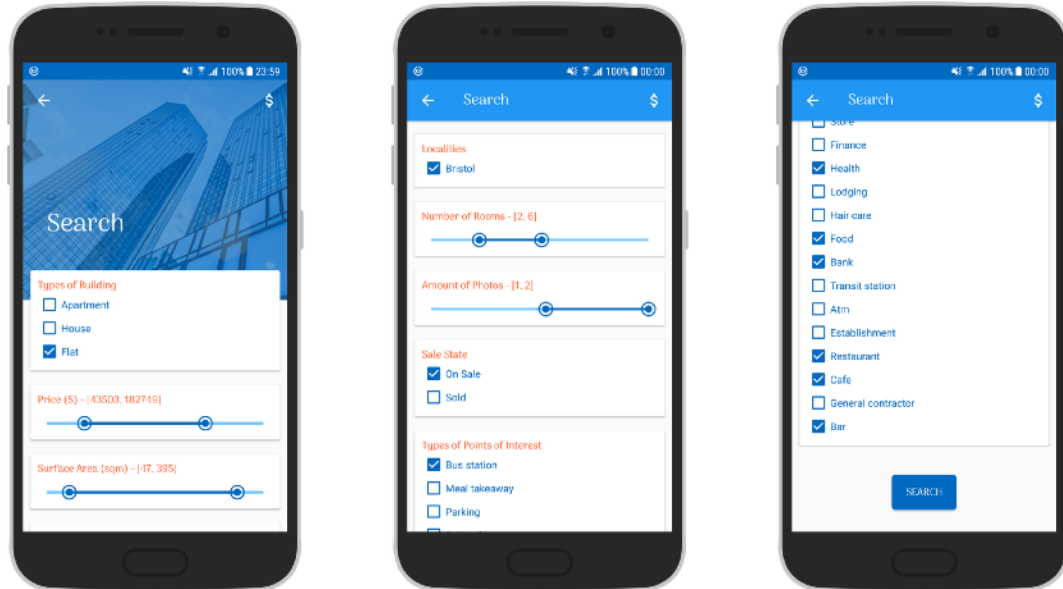 100% 23:59
$
Search
Types of Building
Apartment
House
Flat
Price ($) - [43503, 182749]
Surface Area (sqm) - [47, 395]
100% 00:00
Search
$
Localities
Bristol
Number of Rooms - [2, 6]
Amount of Photos - [1, 2]
Sale State
On Sale
Sold
Types of Points of Interest
Bus station
Meal takeaway
Parking
100% 00:00
Search
$
Store
Finance
Health
Lodging
Hair care
Food
Bank
Transit station
Atm
Establishment
Restaurant
Cafe
General contractor
Bar
SEARCH